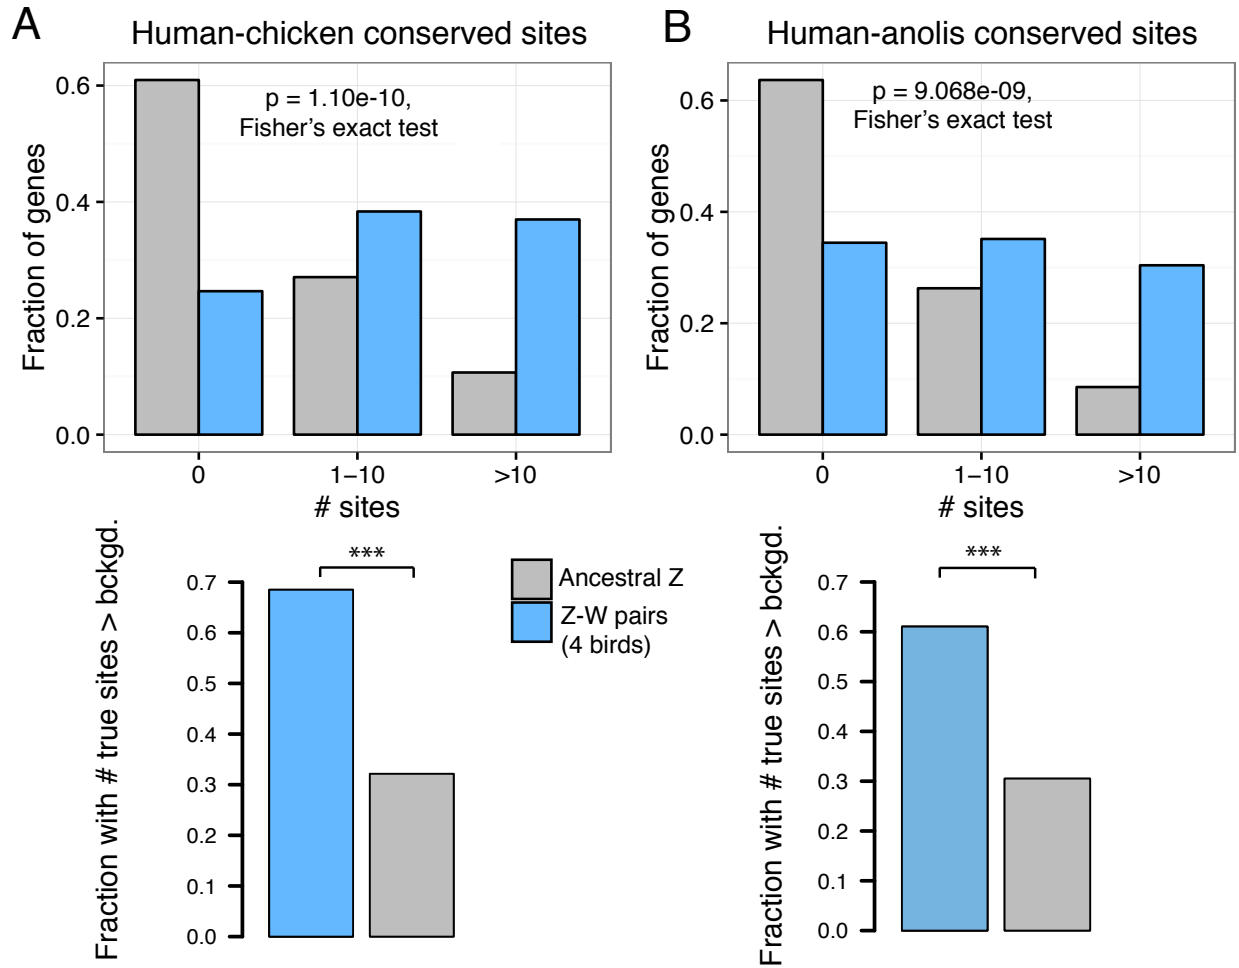 A
Human-chicken conserved sites
p = 1.10e-10,
Fisher's exact test
Fraction of genes
0.6
0.4
0.2
0.0
0
1–10
>10
# sites
B
Human-anolis conserved sites
p = 9.068e-09,
Fisher's exact test
Fraction of genes
0.6
0.4
0.2
0.0
0
1–10
>10
# sites
Fraction with # true sites > bckgd.
***
0.7
0.6
0.5
0.4
0.3
0.2
0.1
0.0
Ancestral Z
Z-W pairs
(4 birds)
Fraction with # true sites > bckgd.
***
0.7
0.6
0.5
0.4
0.3
0.2
0.1
0.0